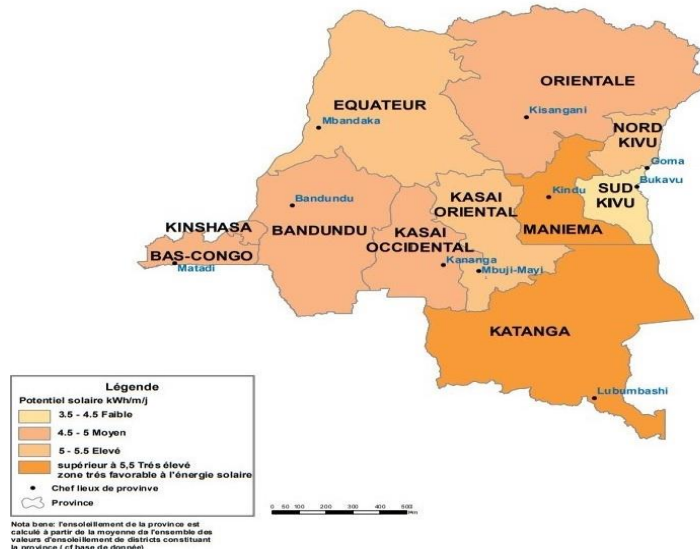 ORIENTALE
EQUATEUR
Kisangani
Mbandaka
NORD
KIVU
Goma
Bukavu
SUD
KIVU
Kindu
MANIEMA
KASAI
ORIENTAL
Bandundu
KINSHASA
BANDUNDU
KASAI
OCCIDENTAL
BAS-CONGO
Matadi
Kananga
Mbuji-Mayi
KATANGA
Lubumbashi
Légende
Potentiel solaire kWh/m/j
3.5 - 4.5 Faible
4.5 - 5 Moyen
5 - 5.5 Elevé
supérieur à 5,5 Trés élevé
zone trés favorable à l'énergie solaire
Chef lieux de provinve
Province
0 50 100 200 300 400 500
Nota bene: l'ensoleillement de la province est
calculé à partir de la moyenne de l'ensemble des
valeurs d'ensoleillement de districts constituant
la province ( cf base de donnée)